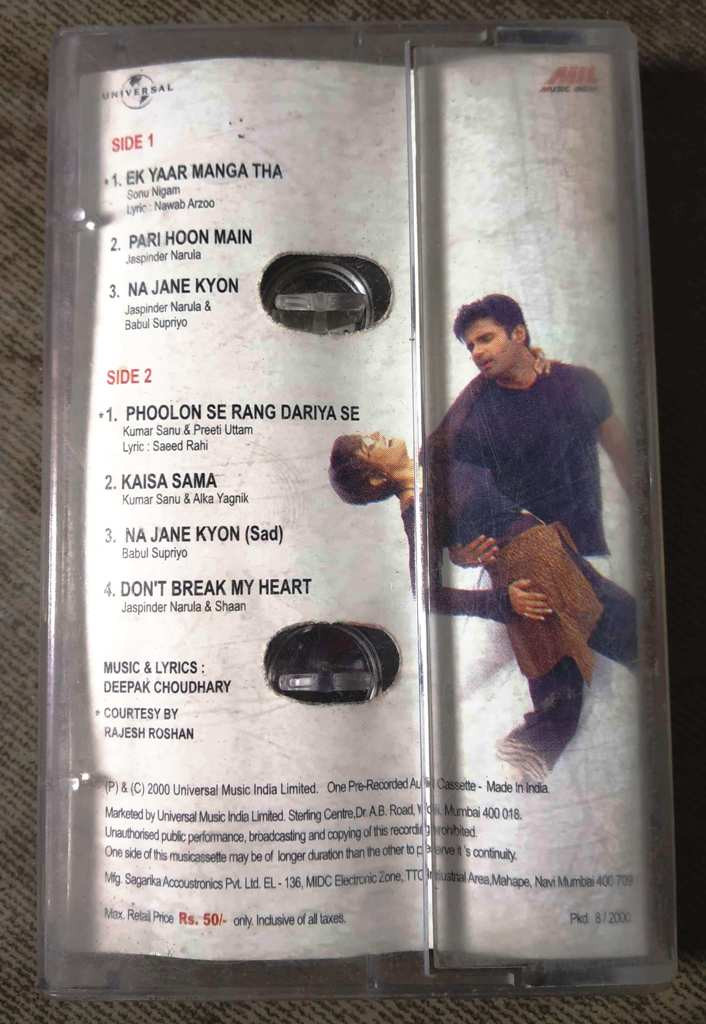 UNIVERSAL
MIL
MUSIC INDIA
SIDE 1
*1. EK YAAR MANGA THA
Sonu Nigam
Lyric : Nawab Arzoo
2. PARI HOON MAIN
Jaspinder Narula
3. NA JANE KYON
Jaspinder Narula &
Babul Supriyo
SIDE 2
*1. PHOOLON SE RANG DARIYA SE
Kumar Sanu & Preeti Uttam
Lyric : Saeed Rahi
2. KAISA SAMA
Kumar Sanu & Alka Yagnik
3. NA JANE KYON (Sad)
Babul Supriyo
4. DON'T BREAK MY HEART
Jaspinder Narula & Shaan
MUSIC & LYRICS :
DEEPAK CHOUDHARY
* COURTESY BY
RAJESH ROSHAN
(P) & (C) 2000 Universal Music India Limited. One Pre-Recorded Audio Cassette - Made In India.
Marketed by Universal Music India Limited. Sterling Centre, Dr. A.B. Road, Worli, Mumbai 400 018.
Unauthorised public performance, broadcasting and copying of this recording prohibited.
One side of this musicassette may be of longer duration than the other to preserve it's continuity.
Mfg. Sagarika Accoustronics Pvt. Ltd. EL - 136, MIDC Electronic Zone, TTC Industrial Area, Mahape, Navi Mumbai 400 709
Max. Retail Price Rs. 50/- only. Inclusive of all taxes.
Pkd. 8 / 2000